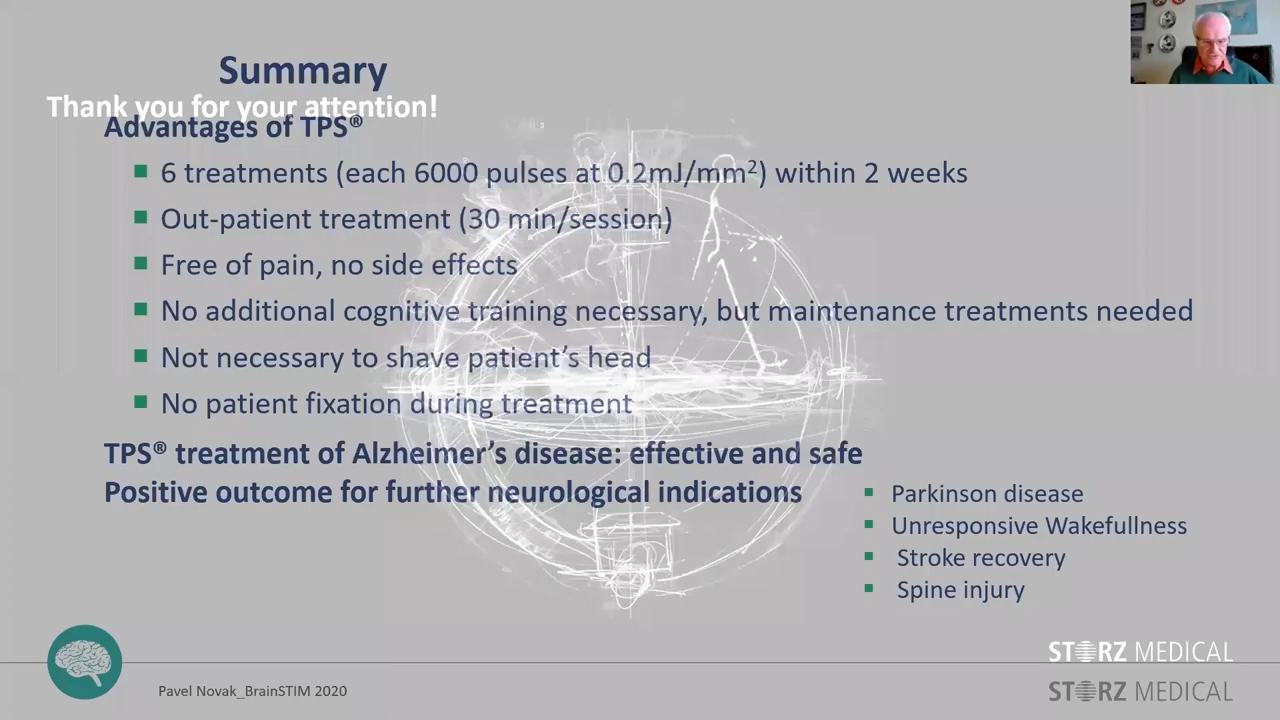 Summary
Thank you for your attention!
Advantages of TPS®
6 treatments (each 6000 pulses at 0.2mJ/mm²) within 2 weeks
Out-patient treatment (30 min/session)
Free of pain, no side effects
No additional cognitive training necessary, but maintenance treatments needed
Not necessary to shave patient's head
No patient fixation during treatment
TPS® treatment of Alzheimer's disease: effective and safe
Positive outcome for further neurological indications
Parkinson disease
Unresponsive Wakefullness
Stroke recovery
Spine injury
STORZ MEDICAL
Pavel Novak_BrainSTIM 2020
STORZ MEDICAL